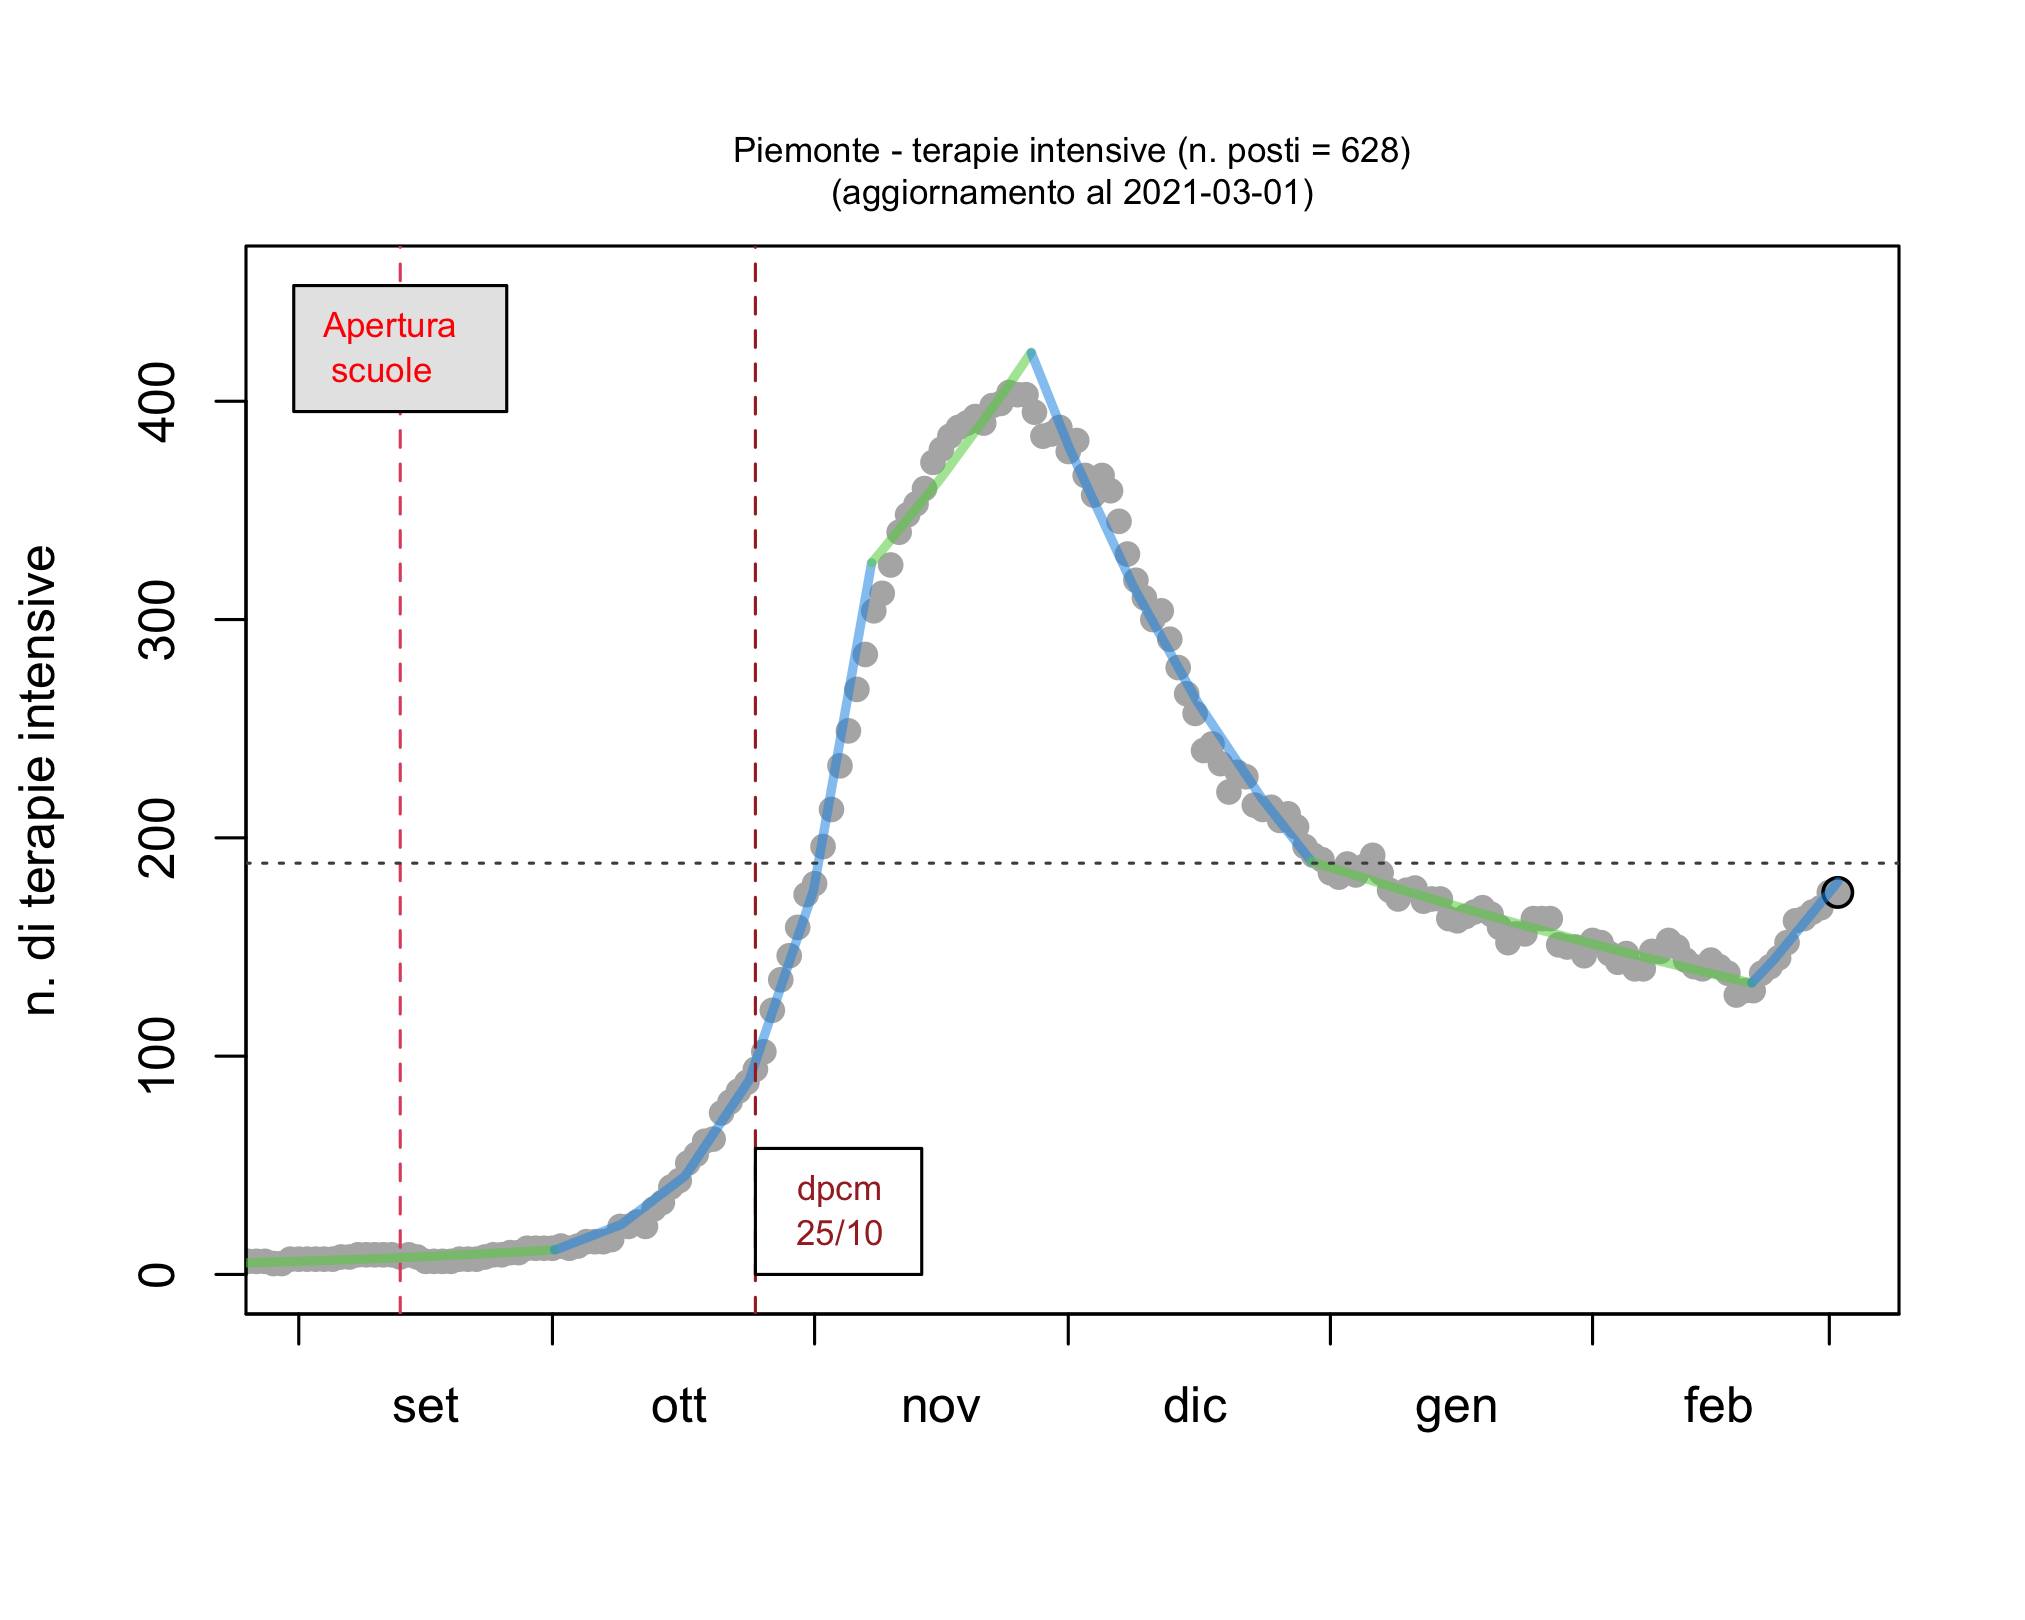 Piemonte - terapie intensive (n. posti = 628)
(aggiornamento al 2021-03-01)
Apertura
scuole
n. di terapie intensive
400
300
200
100
0
dpcm
25/10
set ott nov dic gen feb